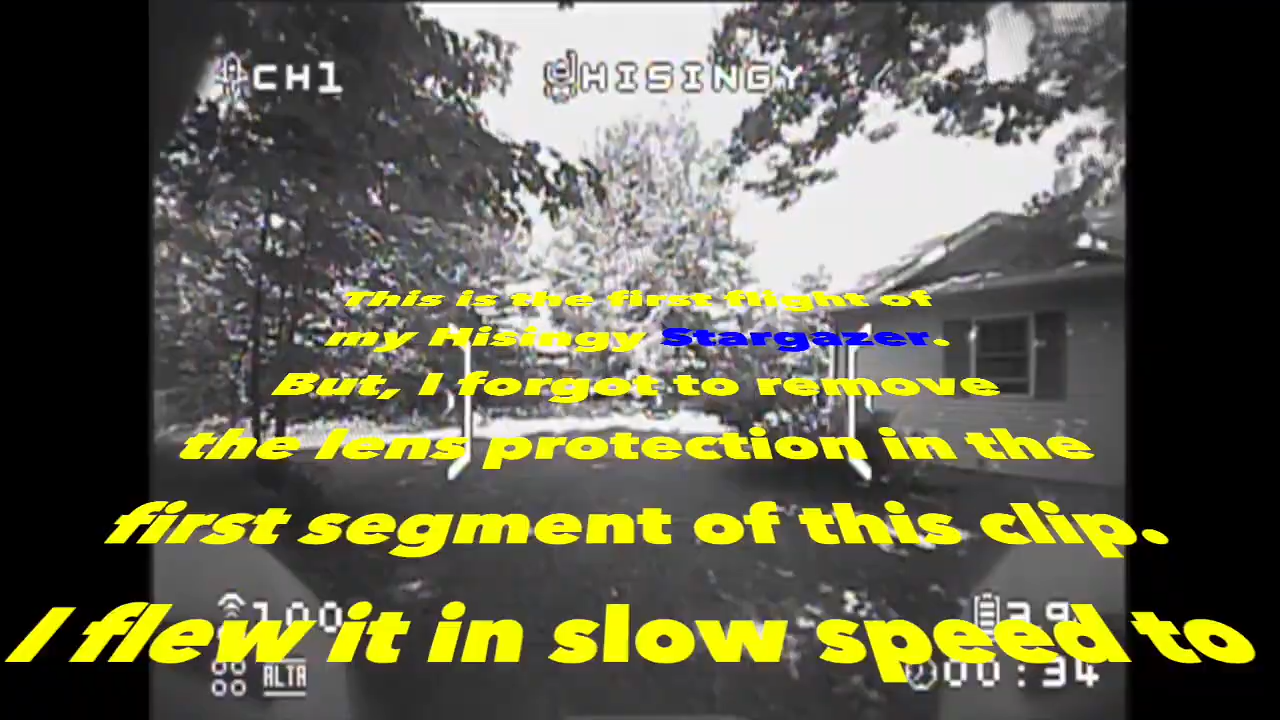 CH1
HISINGY
This is the first flight of
my Hisingy Stargazer.
But, I forgot to remove
the lens protection in the
first segment of this clip.
I flew it in slow speed to
100
ALTA
00:34